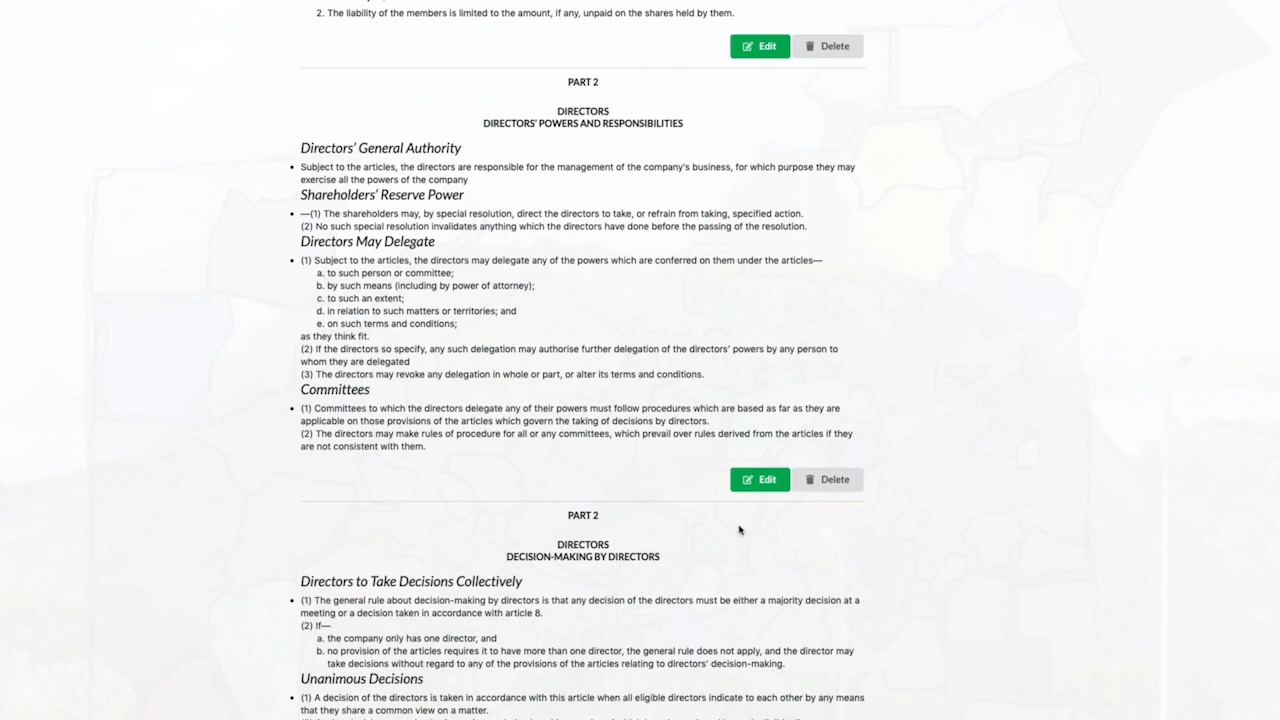 2. The liability of the members is limited to the amount, if any, unpaid on the shares held by them.
Edit Delete
PART 2
DIRECTORS
DIRECTORS' POWERS AND RESPONSIBILITIES
Directors' General Authority
• Subject to the articles, the directors are responsible for the management of the company's business, for which purpose they may
exercise all the powers of the company
Shareholders' Reserve Power
• —(1) The shareholders may, by special resolution, direct the directors to take, or refrain from taking, specified action.
(2) No such special resolution invalidates anything which the directors have done before the passing of the resolution.
Directors May Delegate
• (1) Subject to the articles, the directors may delegate any of the powers which are conferred on them under the articles—
a. to such person or committee;
b. by such means (including by power of attorney);
c. to such an extent;
d. in relation to such matters or territories; and
e. on such terms and conditions;
as they think fit.
(2) If the directors so specify, any such delegation may authorise further delegation of the directors' powers by any person to
whom they are delegated
(3) The directors may revoke any delegation in whole or part, or alter its terms and conditions.
Committees
• (1) Committees to which the directors delegate any of their powers must follow procedures which are based as far as they are
applicable on those provisions of the articles which govern the taking of decisions by directors.
(2) The directors may make rules of procedure for all or any committees, which prevail over rules derived from the articles if they
are not consistent with them.
Edit Delete
PART 2
DIRECTORS
DECISION-MAKING BY DIRECTORS
Directors to Take Decisions Collectively
• (1) The general rule about decision-making by directors is that any decision of the directors must be either a majority decision at a
meeting or a decision taken in accordance with article 8.
(2) If—
a. the company only has one director, and
b. no provision of the articles requires it to have more than one director, the general rule does not apply, and the director may
take decisions without regard to any of the provisions of the articles relating to directors' decision-making.
Unanimous Decisions
• (1) A decision of the directors is taken in accordance with this article when all eligible directors indicate to each other by any means
that they share a common view on a matter.